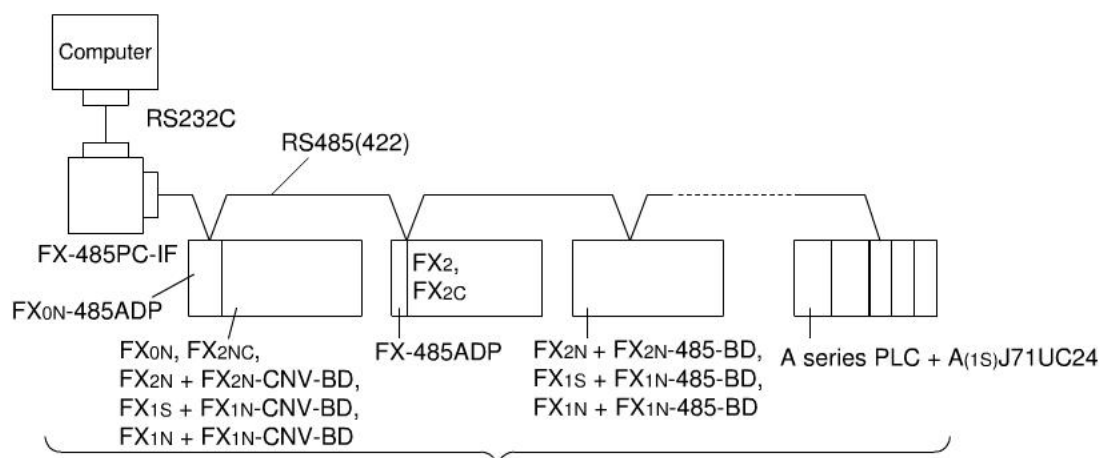 Computer
RS232C
RS485(422)
FX-485PC-IF
FX0N-485ADP
FX2,
FX2C
FX0N, FX2NC,
FX2N + FX2N-CNV-BD,
FX1S + FX1N-CNV-BD,
FX1N + FX1N-CNV-BD
FX-485ADP
FX2N + FX2N-485-BD,
FX1S + FX1N-485-BD,
FX1N + FX1N-485-BD
A series PLC + A(1S)J71UC24